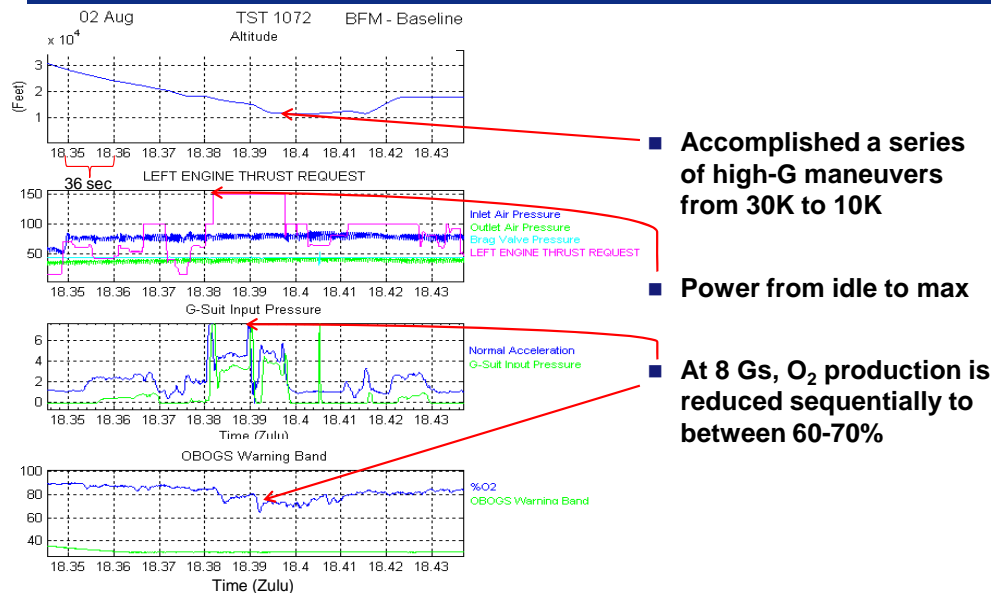 02 Aug TST 1072 BFM - Baseline
x 10⁴ Altitude
3
2
1
(Feet)
18.35 18.36 18.37 18.38 18.39 18.4 18.41 18.42 18.43
36 sec
LEFT ENGINE THRUST REQUEST
150
100
50
Inlet Air Pressure
Outlet Air Pressure
Breg Valve Pressure
LEFT ENGINE THRUST REQUEST
18.35 18.36 18.37 18.38 18.39 18.4 18.41 18.42 18.43
G-Suit Input Pressure
6
4
2
0
Normal Acceleration
G-Suit Input Pressure
18.35 18.36 18.37 18.38 18.39 18.4 18.41 18.42 18.43
Time (Zulu)
OBOGS Warning Band
100
80
60
40
%O2
OBOGS Warning Band
18.35 18.36 18.37 18.38 18.39 18.4 18.41 18.42 18.43
Time (Zulu)
■ Accomplished a series
of high-G maneuvers
from 30K to 10K
■ Power from idle to max
■ At 8 Gs, O₂ production is
reduced sequentially to
between 60-70%